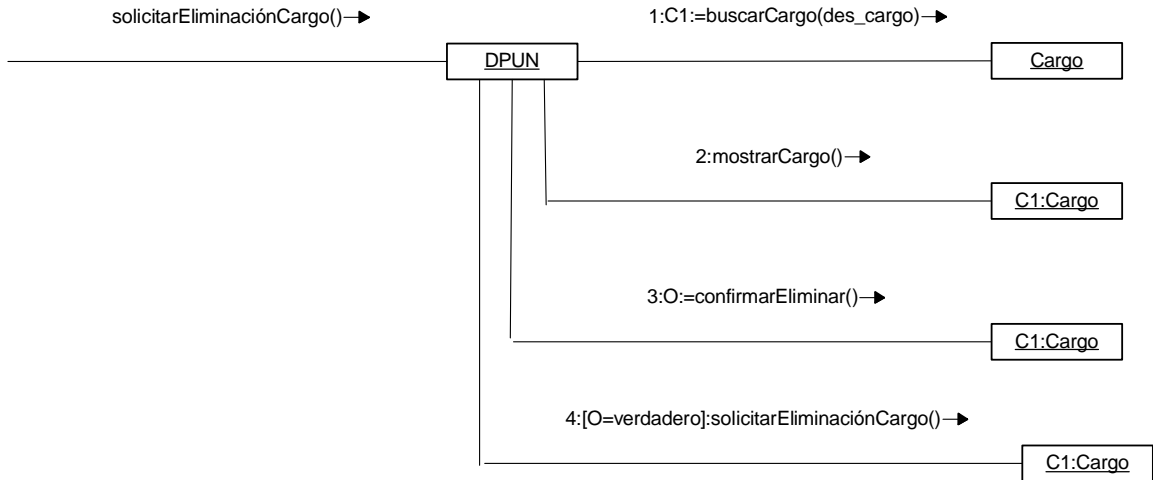 solicitarEliminaciónCargo()
1:C1:=buscarCargo(des_cargo)
DPUN
Cargo
2:mostrarCargo()
C1:Cargo
3:O:=confirmarEliminar()
C1:Cargo
4:[O=verdadero]:solicitarEliminaciónCargo()
C1:Cargo